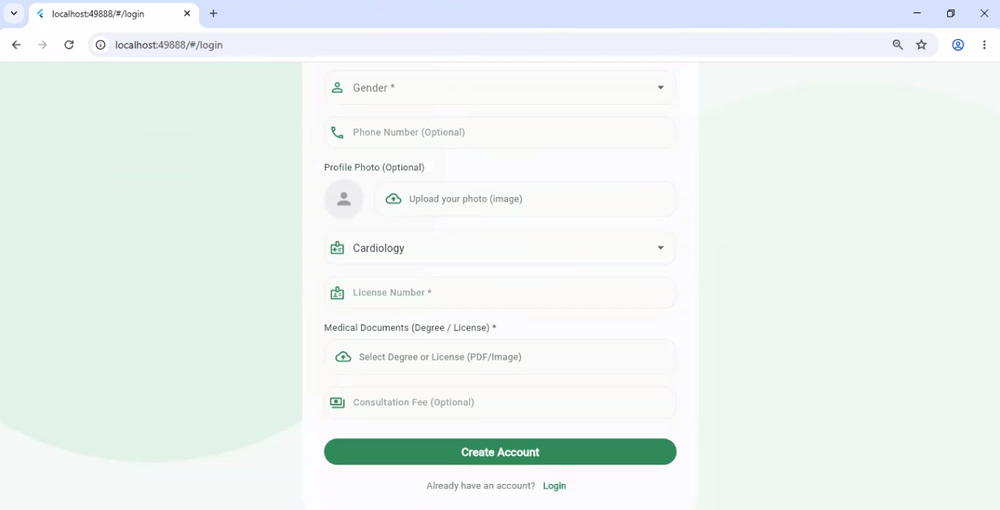 localhost:49888/#/login
localhost:49888/#/login
Gender *
Phone Number (Optional)
Profile Photo (Optional)
Upload your photo (image)
Cardiology
License Number *
Medical Documents (Degree / License) *
Select Degree or License (PDF/Image)
Consultation Fee (Optional)
Create Account
Already have an account? Login